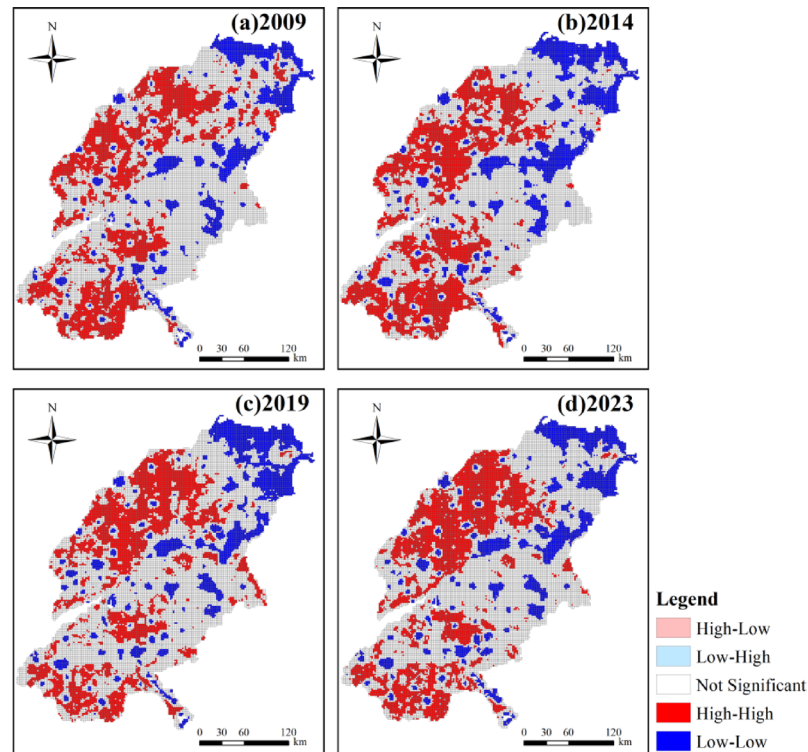 (a)2009
N
0 30 60 120
km
(b)2014
N
0 30 60 120
km
(c)2019
N
0 30 60 120
km
(d)2023
N
0 30 60 120
km
Legend
High-Low
Low-High
Not Significant
High-High
Low-Low